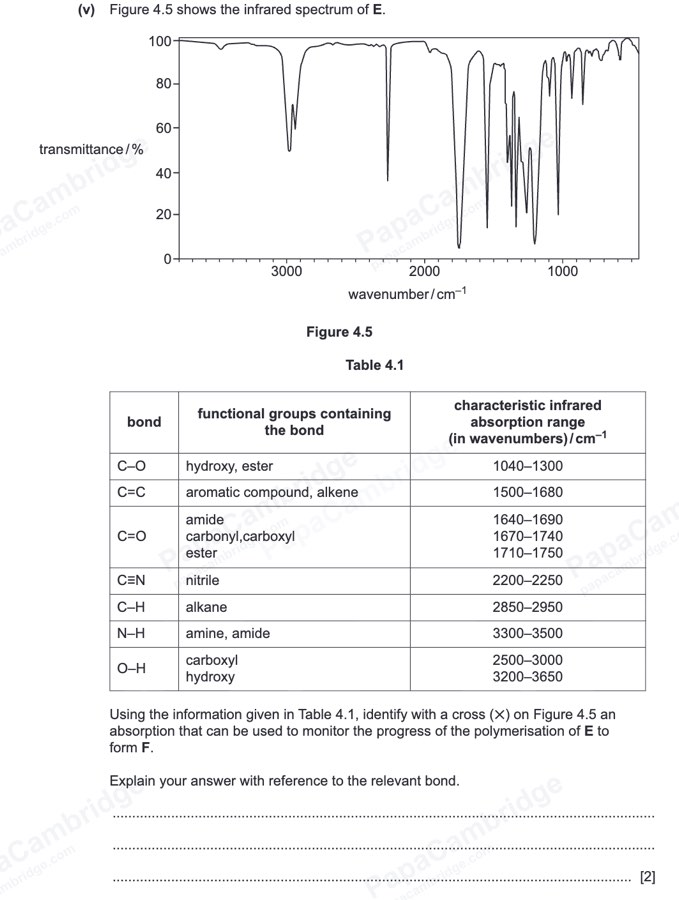 (v) Figure 4.5 shows the infrared spectrum of E.
100
80
60
transmittance / %
40
20
0
3000 2000 1000
wavenumber / cm–1
Figure 4.5
Table 4.1
bond functional groups containing the bond characteristic infrared absorption range (in wavenumbers) / cm–1
C–O hydroxy, ester 1040–1300
C=C aromatic compound, alkene 1500–1680
C=O amide 1640–1690
carbonyl,carboxyl 1670–1740
ester 1710–1750
C≡N nitrile 2200–2250
C–H alkane 2850–2950
N–H amine, amide 3300–3500
O–H carboxyl 2500–3000
hydroxy 3200–3650
Using the information given in Table 4.1, identify with a cross (✕) on Figure 4.5 an
absorption that can be used to monitor the progress of the polymerisation of E to
form F.
Explain your answer with reference to the relevant bond.
[2]
PapaCambridge
papacambridge.com